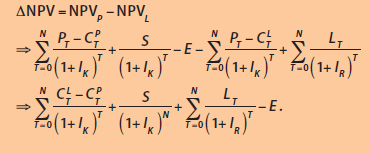 ΔNPV = NPV_P − NPV_L
⇒ ∑_{T=0}^{N} (P_T − C_T^P)/(1+I_K)^T + S/(1+I_K)^T − E − ∑_{T=0}^{N} (P_T − C_T^L)/(1+I_K)^T + ∑_{T=0}^{N} L_T/(1+I_R)^T
⇒ ∑_{T=0}^{N} (C_T^L − C_T^P)/(1+I_K)^T + S/(1+I_K)^N + ∑_{T=0}^{N} L_T/(1+I_R)^T − E.